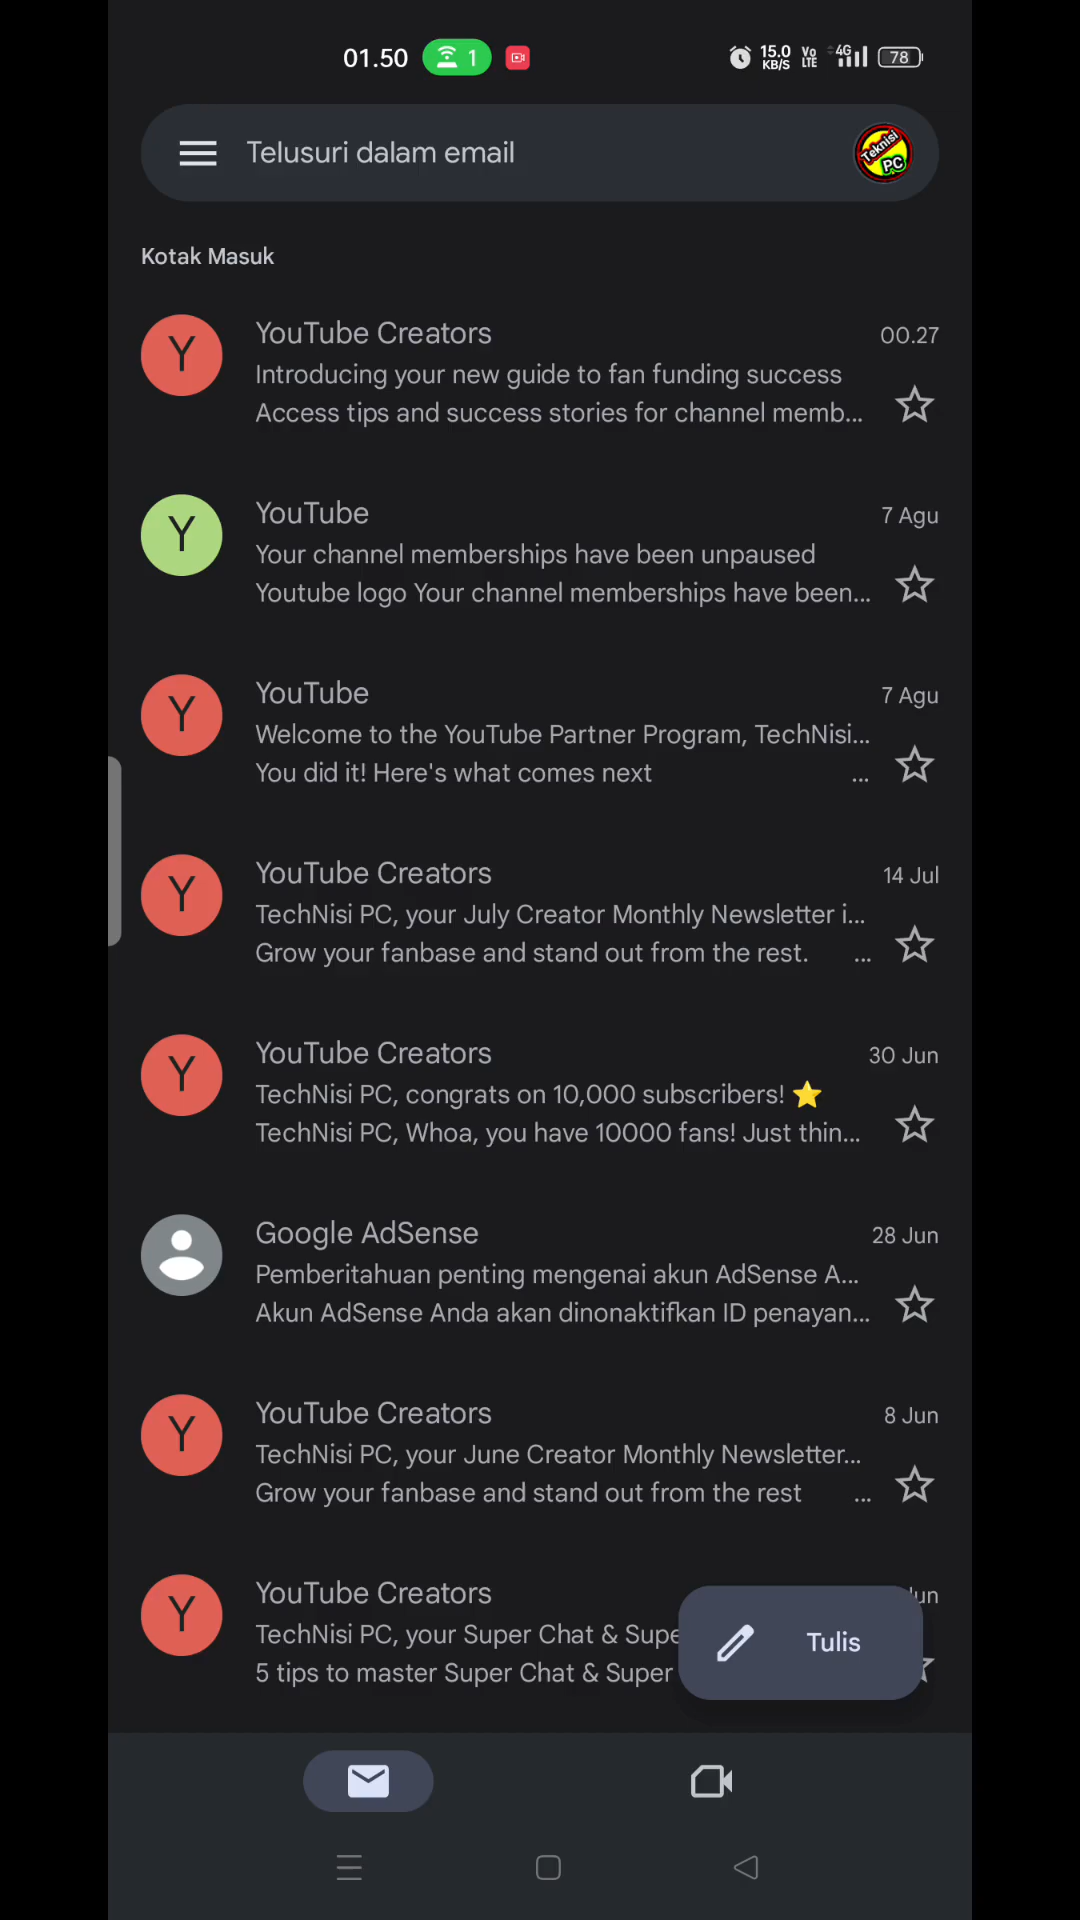 01.50 1 15.0 KB/S Vo LTE 4G 78
Telusuri dalam email
Teknisi PC
Kotak Masuk
Y YouTube Creators 00.27
Introducing your new guide to fan funding success
Access tips and success stories for channel memb...
Y YouTube 7 Agu
Your channel memberships have been unpaused
Youtube logo Your channel memberships have been...
Y YouTube 7 Agu
Welcome to the YouTube Partner Program, TechNisi...
You did it! Here's what comes next ...
Y YouTube Creators 14 Jul
TechNisi PC, your July Creator Monthly Newsletter i...
Grow your fanbase and stand out from the rest. ...
Y YouTube Creators 30 Jun
TechNisi PC, congrats on 10,000 subscribers! ⭐
TechNisi PC, Whoa, you have 10000 fans! Just thin...
Google AdSense 28 Jun
Pemberitahuan penting mengenai akun AdSense A...
Akun AdSense Anda akan dinonaktifkan ID penayan...
Y YouTube Creators 8 Jun
TechNisi PC, your June Creator Monthly Newsletter...
Grow your fanbase and stand out from the rest ...
Y YouTube Creators
TechNisi PC, your Super Chat &
5 tips to master Super Chat & Super
Tulis